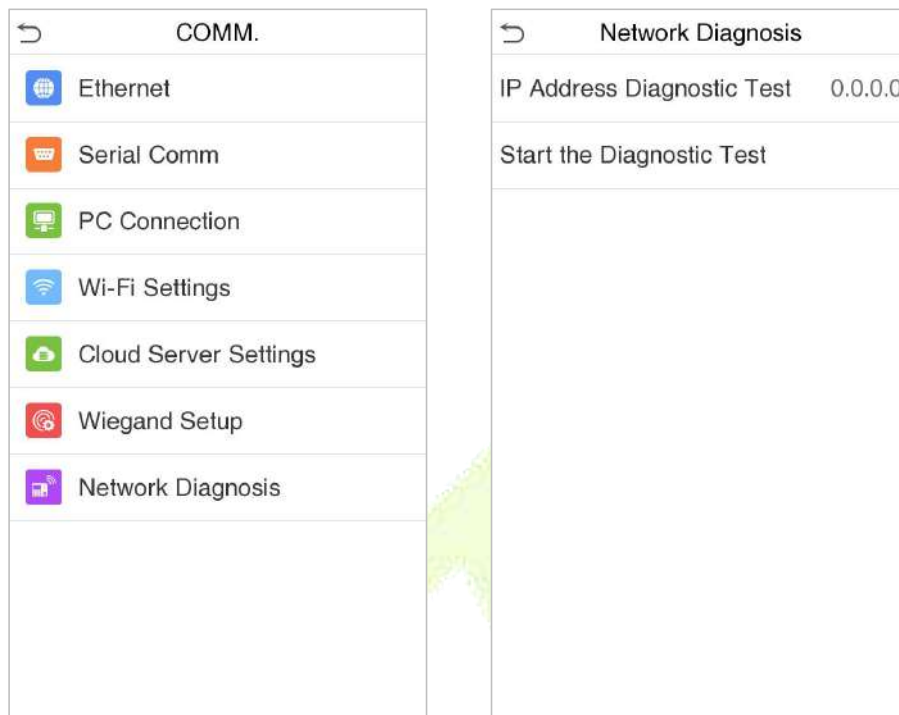 COMM.
Ethernet
Serial Comm
PC Connection
Wi-Fi Settings
Cloud Server Settings
Wiegand Setup
Network Diagnosis
Network Diagnosis
IP Address Diagnostic Test 0.0.0.0
Start the Diagnostic Test